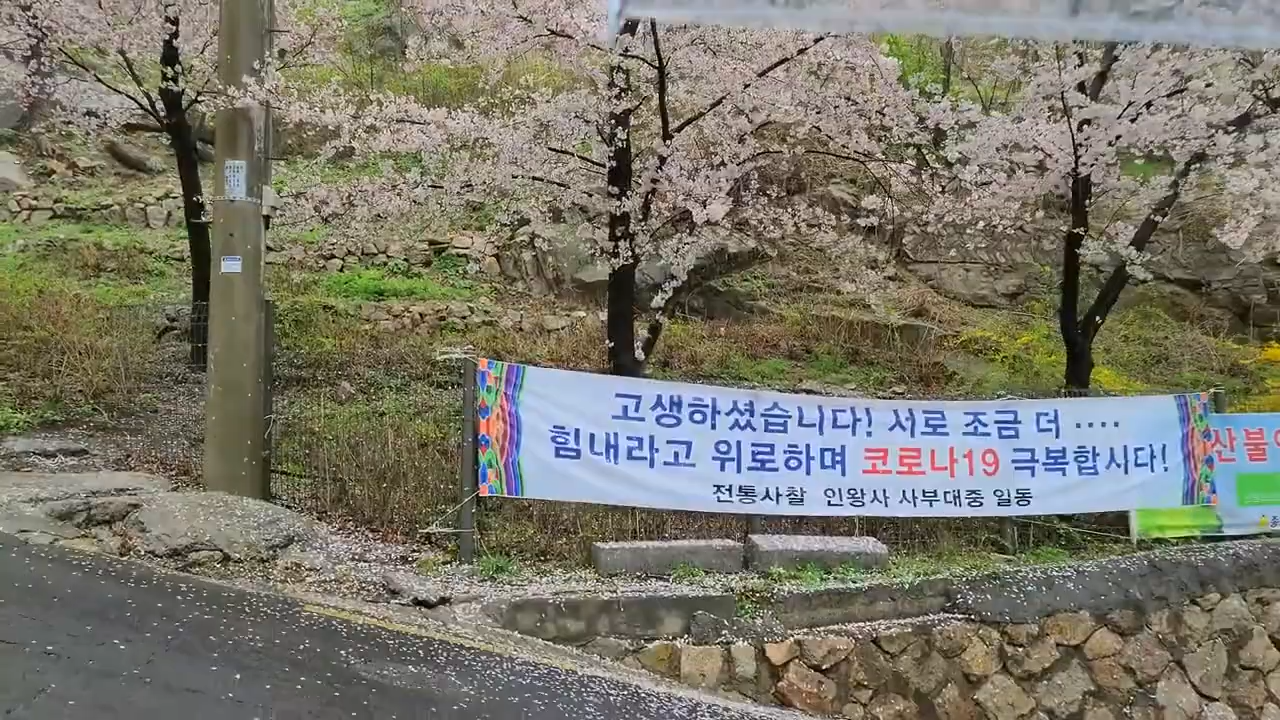 고생하셨습니다! 서로 조금 더 ····
힘내라고 위로하며 코로나19 극복합시다!
전통사찰 인왕사 사부대중 일동
산불